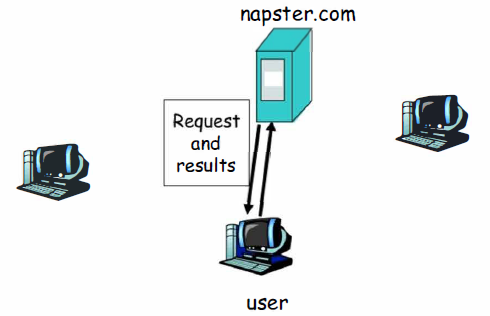 napster.com
Request
and
results
user